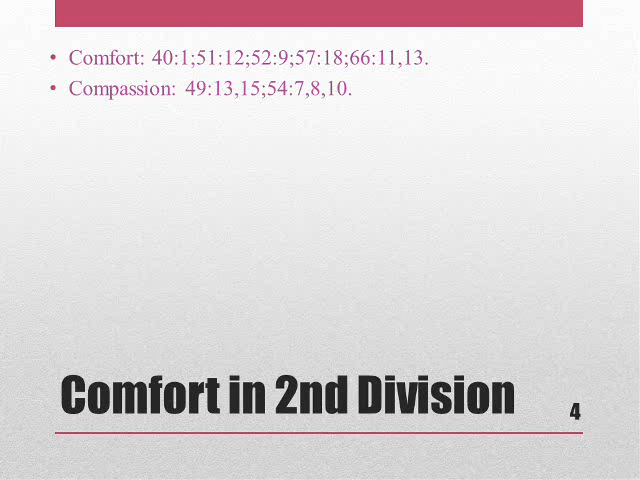 • Comfort: 40:1;51:12;52:9;57:18;66:11,13.
• Compassion: 49:13,15;54:7,8,10.
Comfort in 2nd Division
4